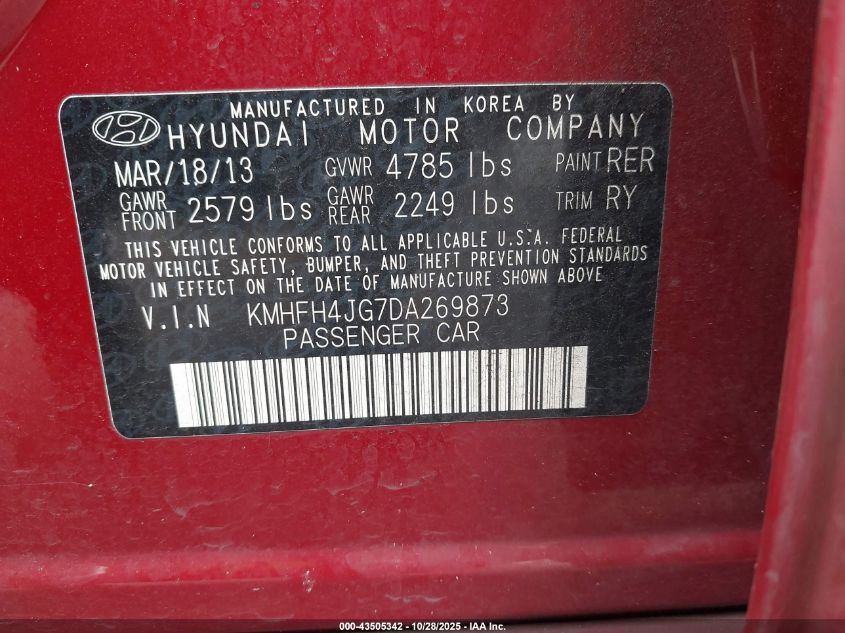 MANUFACTURED IN KOREA BY
HYUNDAI MOTOR COMPANY
MAR/18/13 GVWR 4785 lbs PAINT RER
GAWR FRONT 2579 lbs GAWR REAR 2249 lbs TRIM RY
THIS VEHICLE CONFORMS TO ALL APPLICABLE U.S.A. FEDERAL
MOTOR VEHICLE SAFETY, BUMPER, AND THEFT PREVENTION STANDARDS
IN EFFECT ON THE DATE OF MANUFACTURE SHOWN ABOVE
V.I.N KMHFH4JG7DA269873
PASSENGER CAR
000-43505342 | 10/28/2025 - IAA Inc.